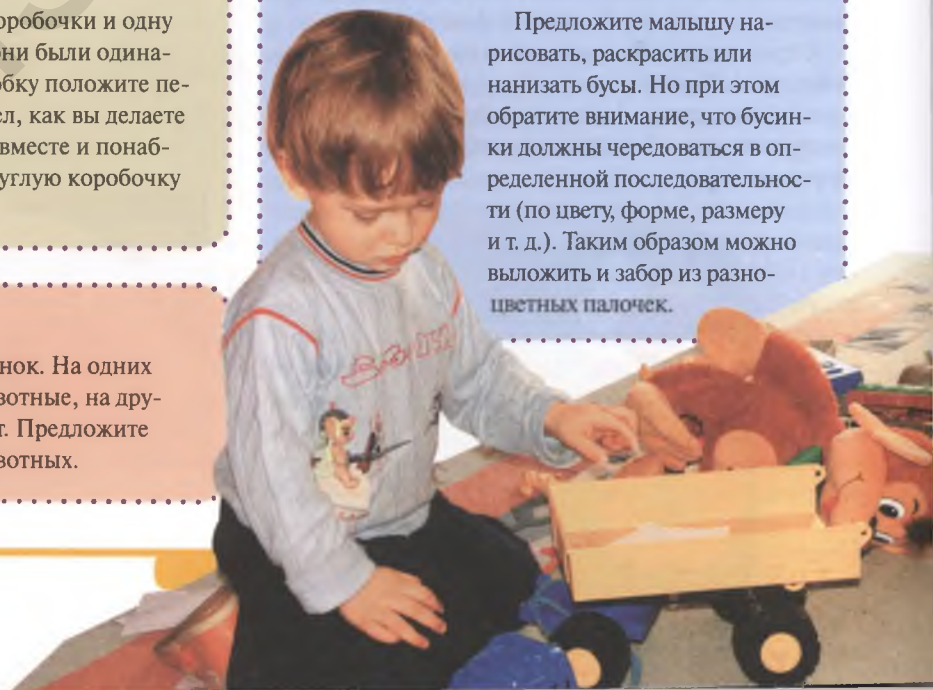 оробочки и одну
они были одина-
обку положите пе-
ел, как вы делаете
вместе и понаб-
углую коробочку
нок. На одних
вотные, на дру-
т. Предложите
вотных.
Предложите малышу на-
рисовать, раскрасить или
нанизать бусы. Но при этом
обратите внимание, что бусин-
ки должны чередоваться в оп-
ределенной последовательнос-
ти (по цвету, форме, размеру
и т. д.). Таким образом можно
выложить и забор из разно-
цветных палочек.